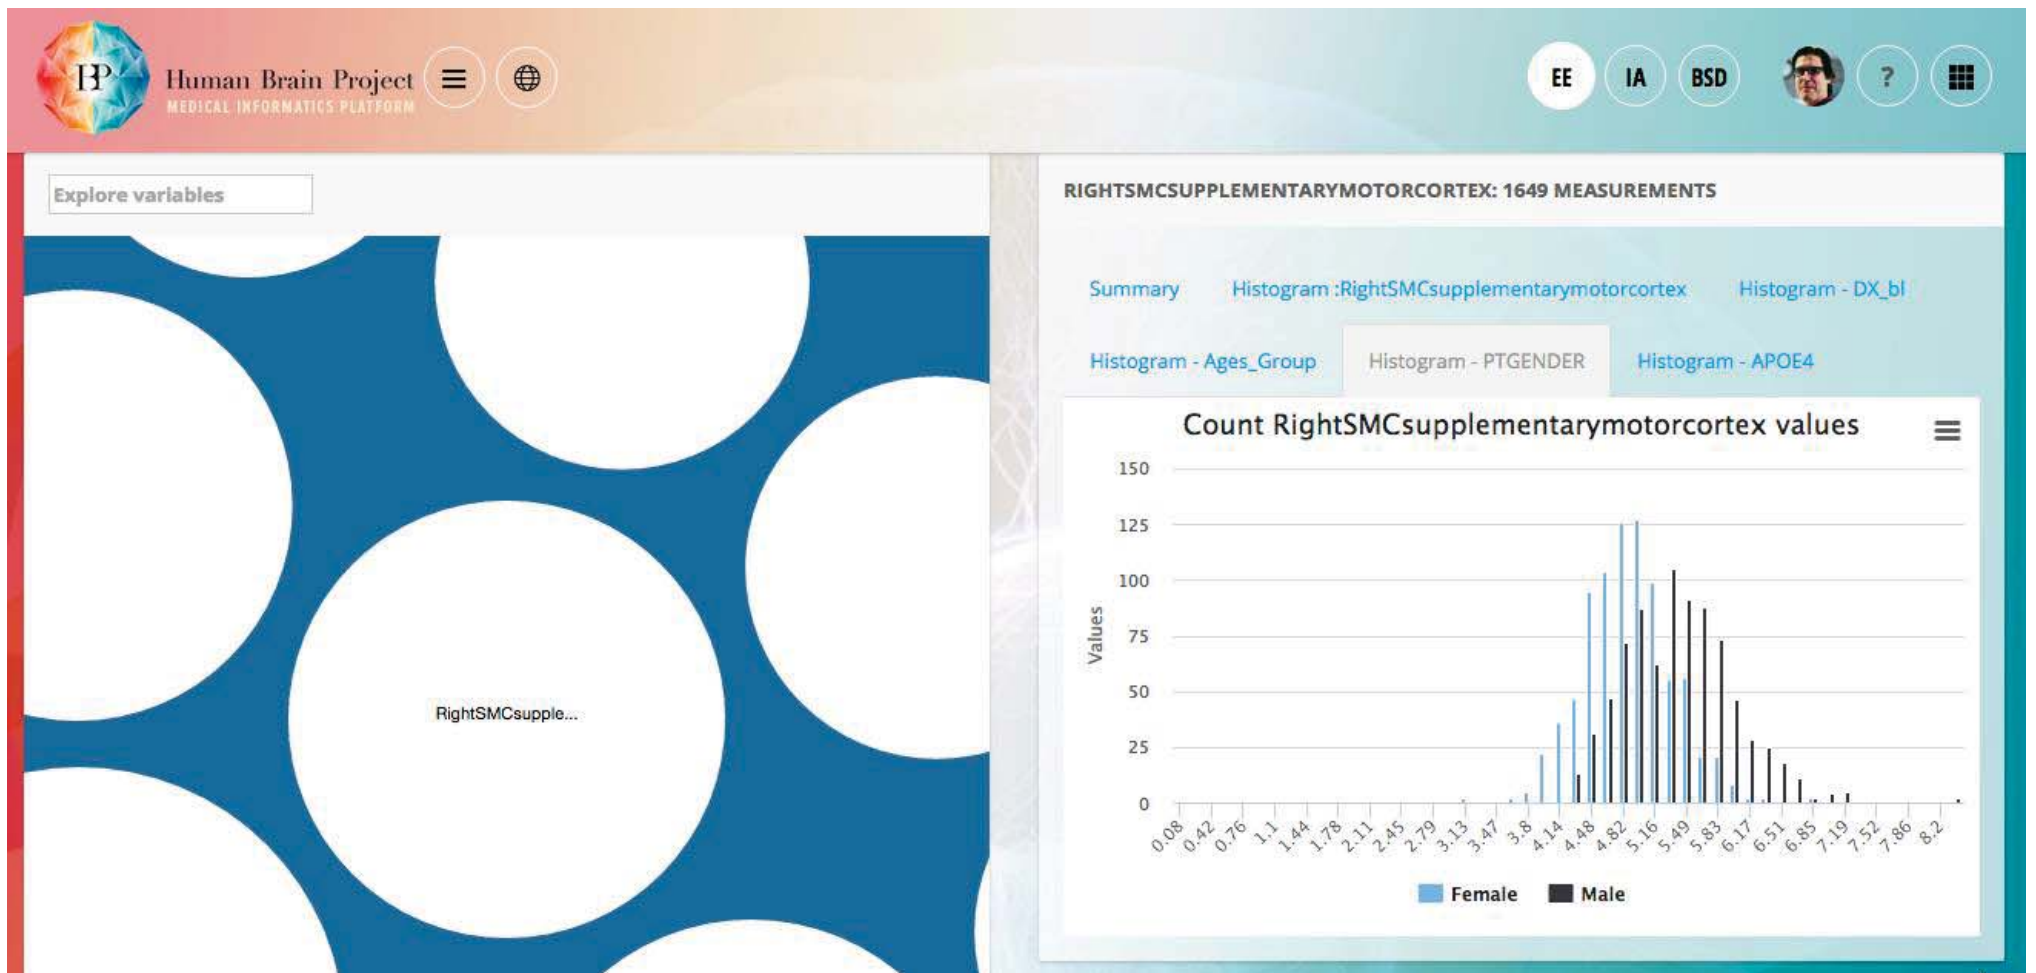 HBP
Human Brain Project
MEDICAL INFORMATICS PLATFORM
EE IA BSD ?
Explore variables
RightSMCsupple...
RIGHTSMCSUPPLEMENTARYMOTORCORTEX: 1649 MEASUREMENTS
Summary Histogram :RightSMCsupplementarymotorcortex Histogram - DX_bl
Histogram - Ages_Group Histogram - PTGENDER Histogram - APOE4
Count RightSMCsupplementarymotorcortex values
150
125
100
75
50
25
0
Values
0.08 0.42 0.76 1.1 1.44 1.78 2.11 2.45 2.79 3.13 3.47 3.8 4.14 4.48 4.82 5.16 5.49 5.83 6.17 6.51 6.85 7.19 7.52 7.86 8.2
Female Male